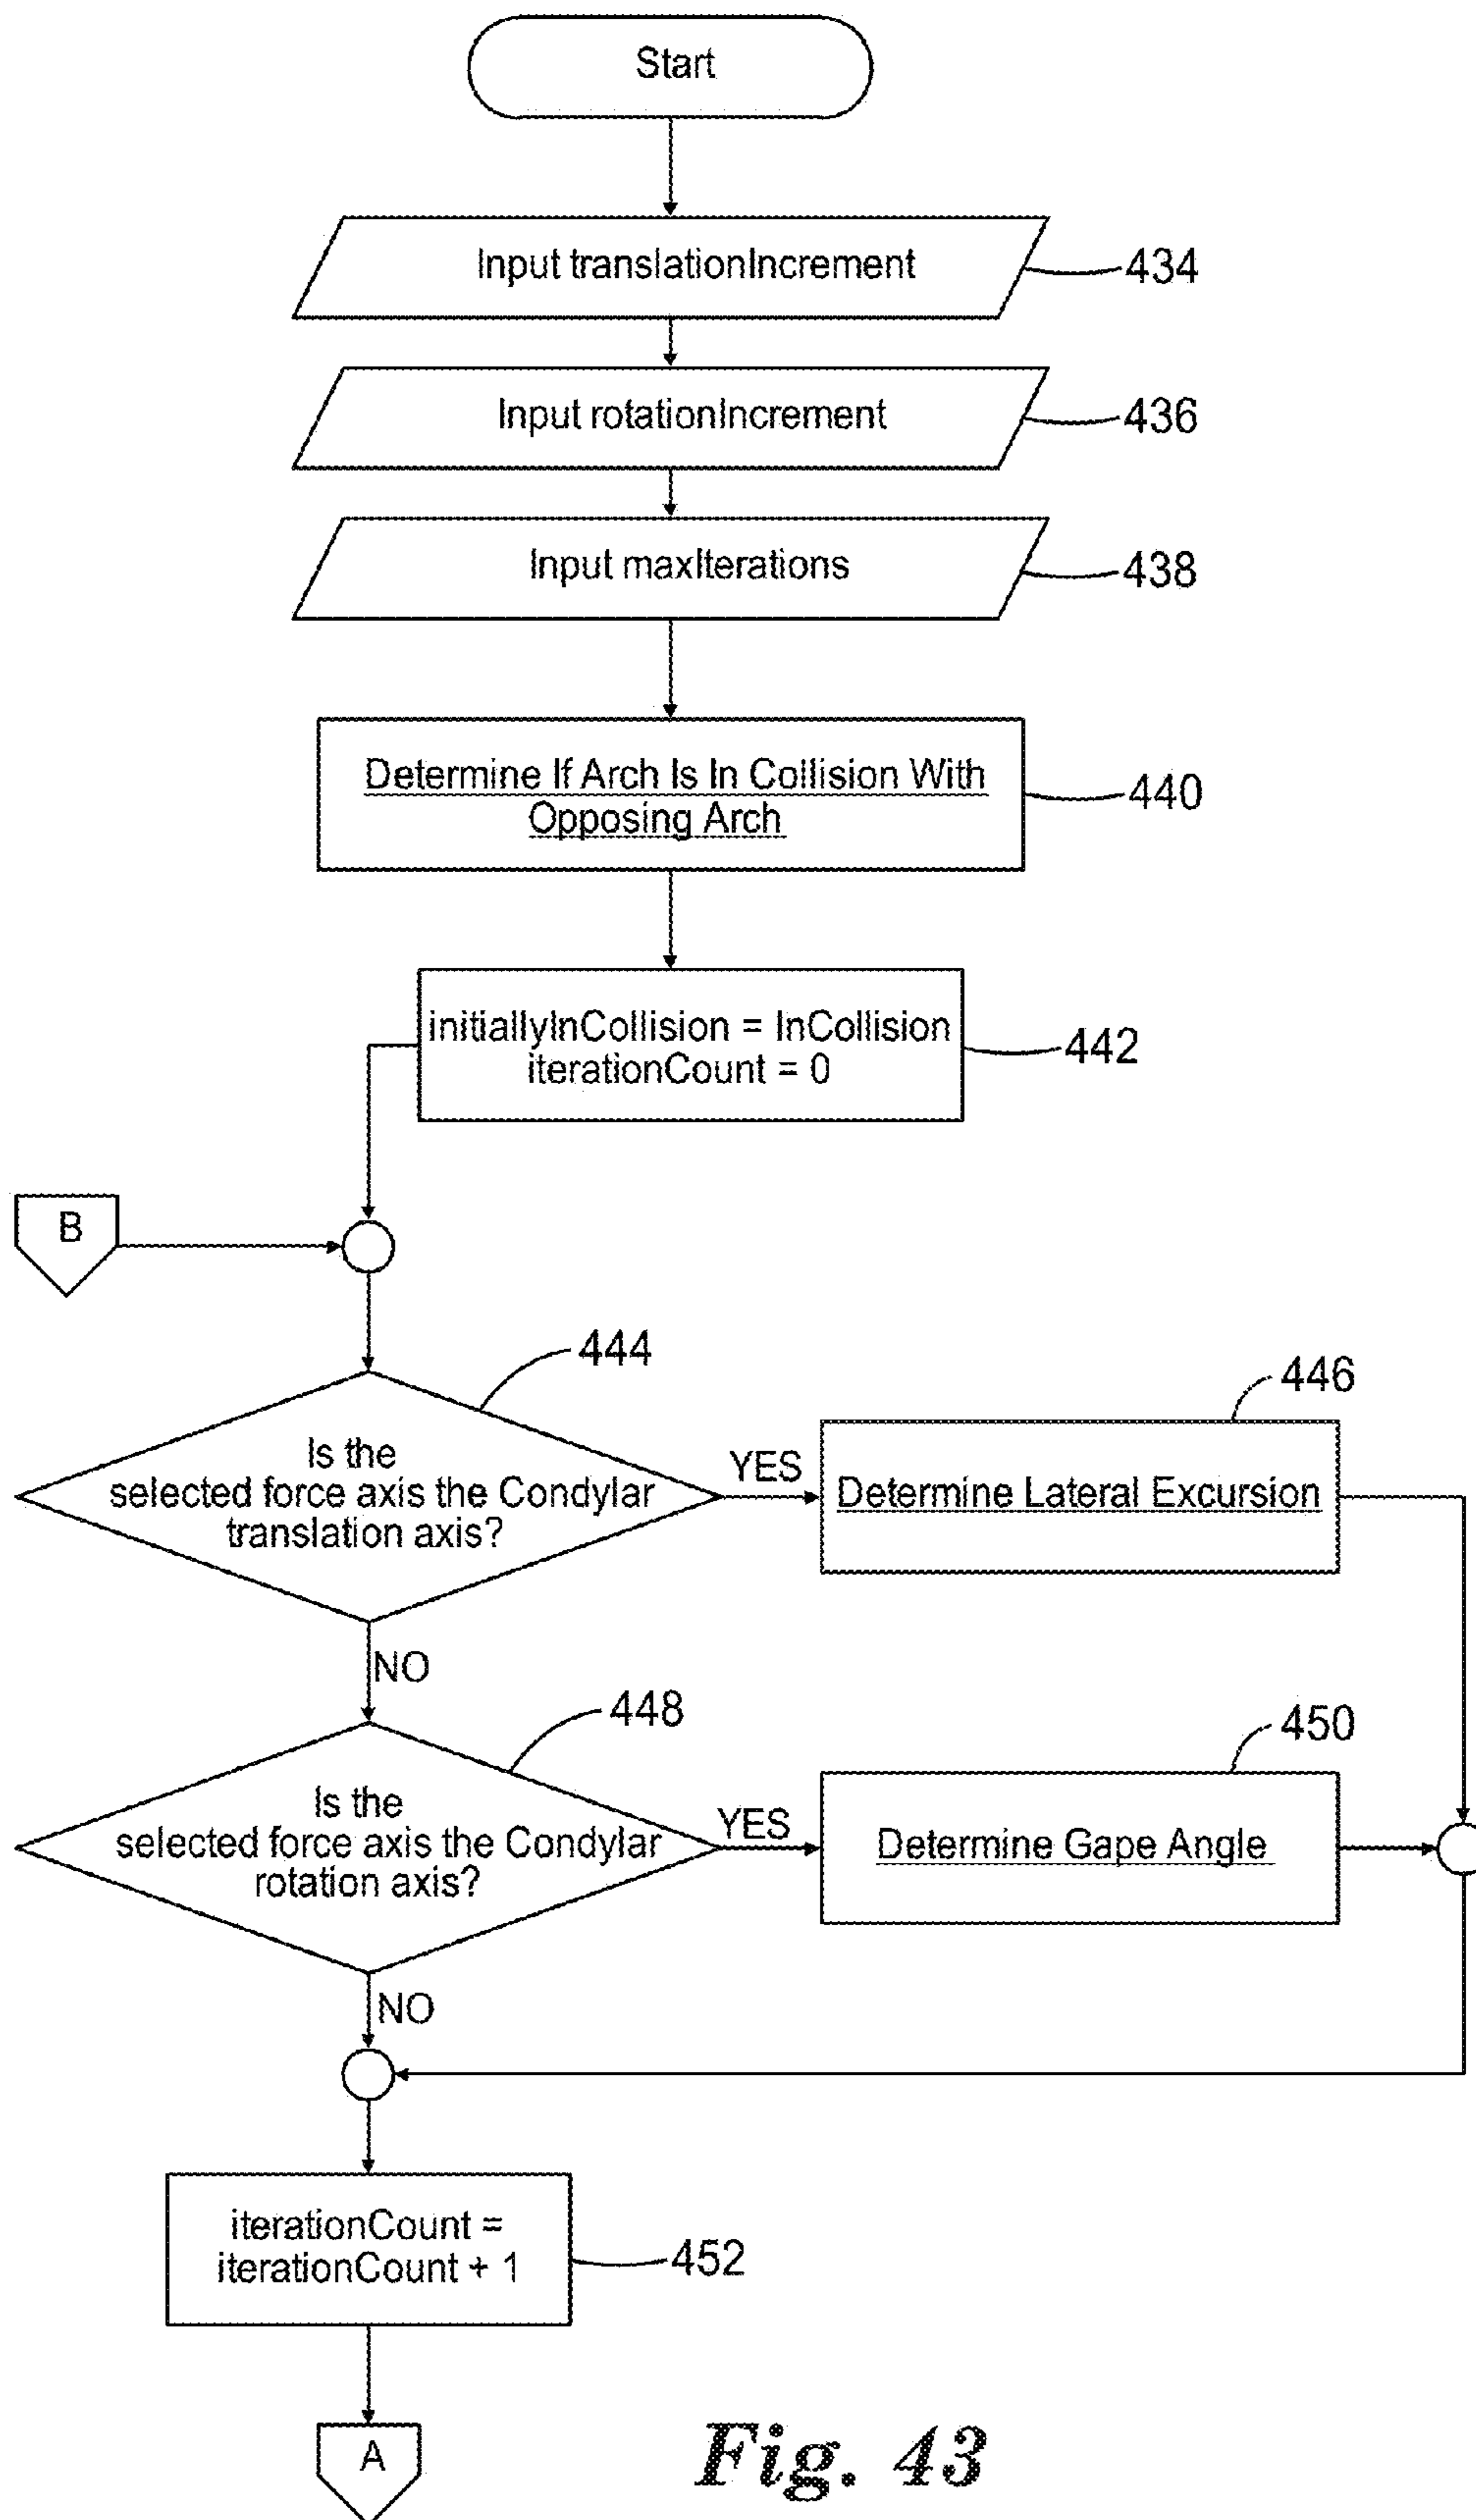 Start
Input translationIncrement
434
Input rotationIncrement
436
Input maxIterations
438
Determine If Arch Is In Collision With
Opposing Arch
440
initiallyInCollision = InCollision
iterationCount = 0
442
B
444
Is the
selected force axis the Condylar
translation axis?
YES
446
Determine Lateral Excursion
NO
448
Is the
selected force axis the Condylar
rotation axis?
YES
450
Determine Gape Angle
NO
iterationCount =
iterationCount + 1
452
A
Fig. 43